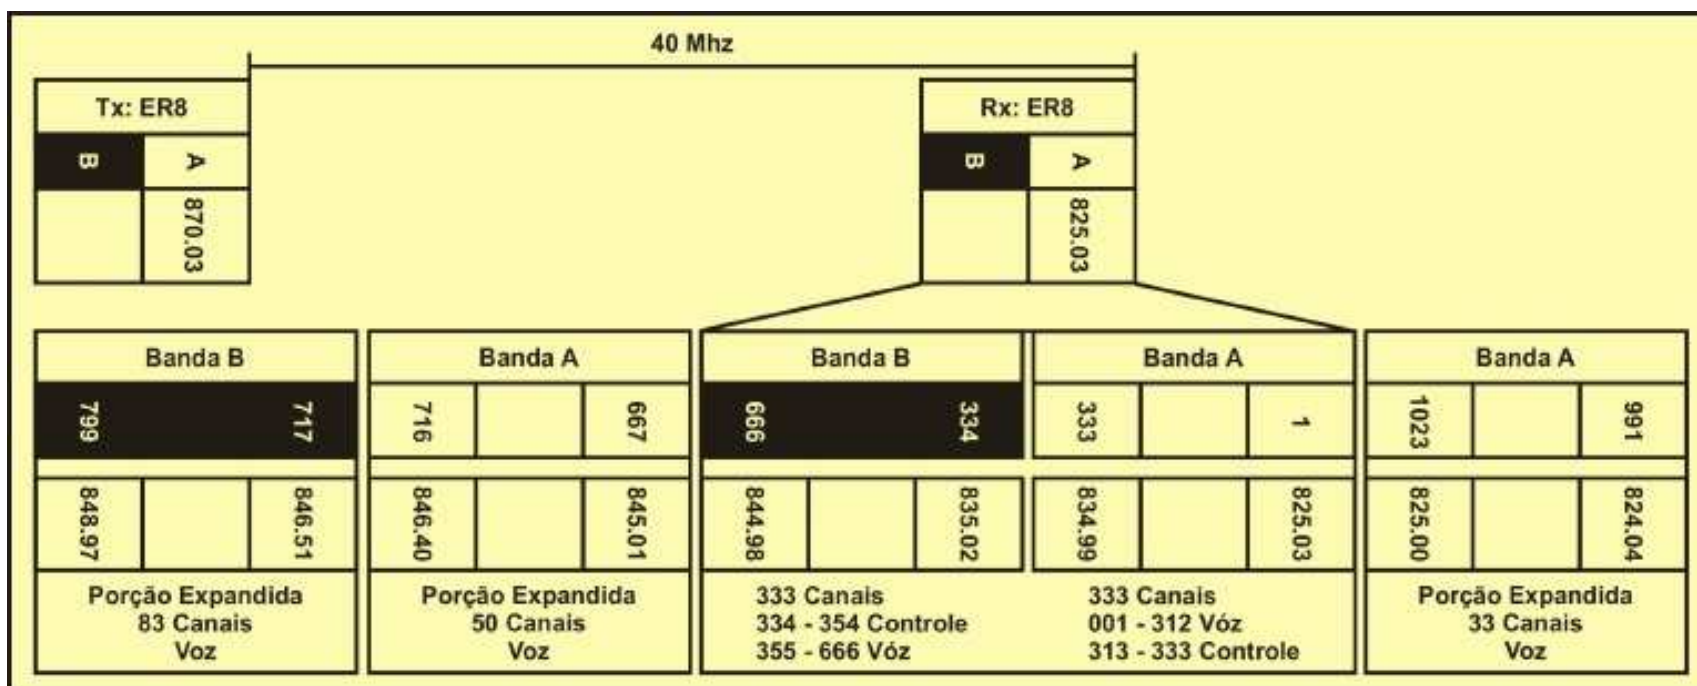 40 Mhz
Tx: ER8
Rx: ER8
B A
B A
870.03
825.03
Banda B
Banda A
Banda B
Banda A
Banda A
799 717
716 667
666 334
333 1
1023 991
848.97 846.51
846.40 845.01
844.98 835.02
834.99 825.03
825.00 824.04
Porção Expandida
83 Canais
Voz
Porção Expandida
50 Canais
Voz
333 Canais
334 - 354 Controle
355 - 666 Vóz
333 Canais
001 - 312 Vóz
313 - 333 Controle
Porção Expandida
33 Canais
Voz